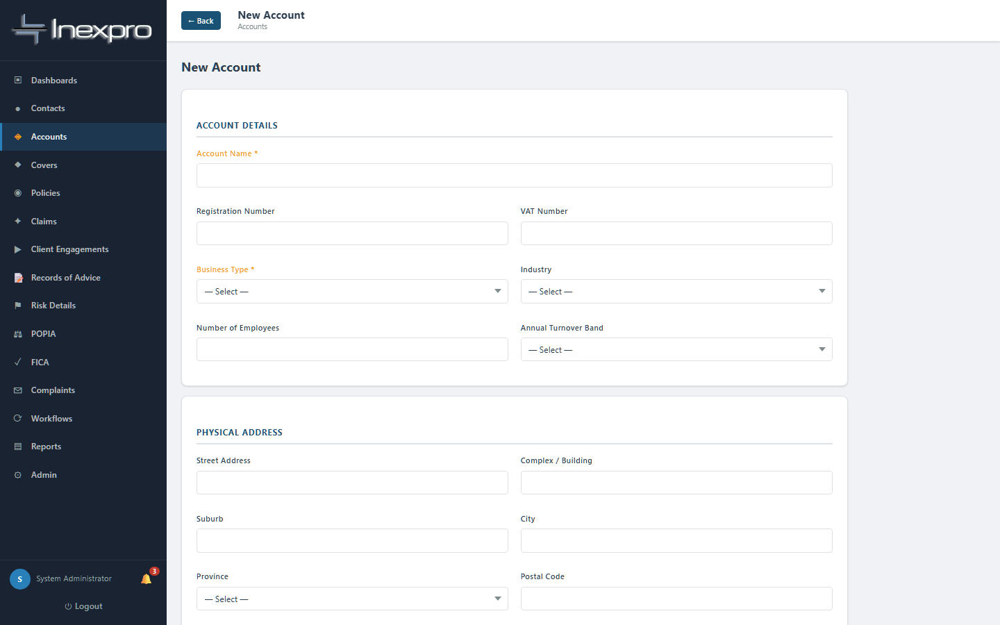 Inexpro
Dashboards
Contacts
Accounts
Covers
Policies
Claims
Client Engagements
Records of Advice
Risk Details
POPIA
FICA
Complaints
Workflows
Reports
Admin
S
System Administrator
3
Logout
← Back
New Account
Accounts
New Account
ACCOUNT DETAILS
Account Name *
Registration Number
VAT Number
Business Type *
Industry
— Select —
— Select —
Number of Employees
Annual Turnover Band
— Select —
PHYSICAL ADDRESS
Street Address
Complex / Building
Suburb
City
Province
Postal Code
— Select —